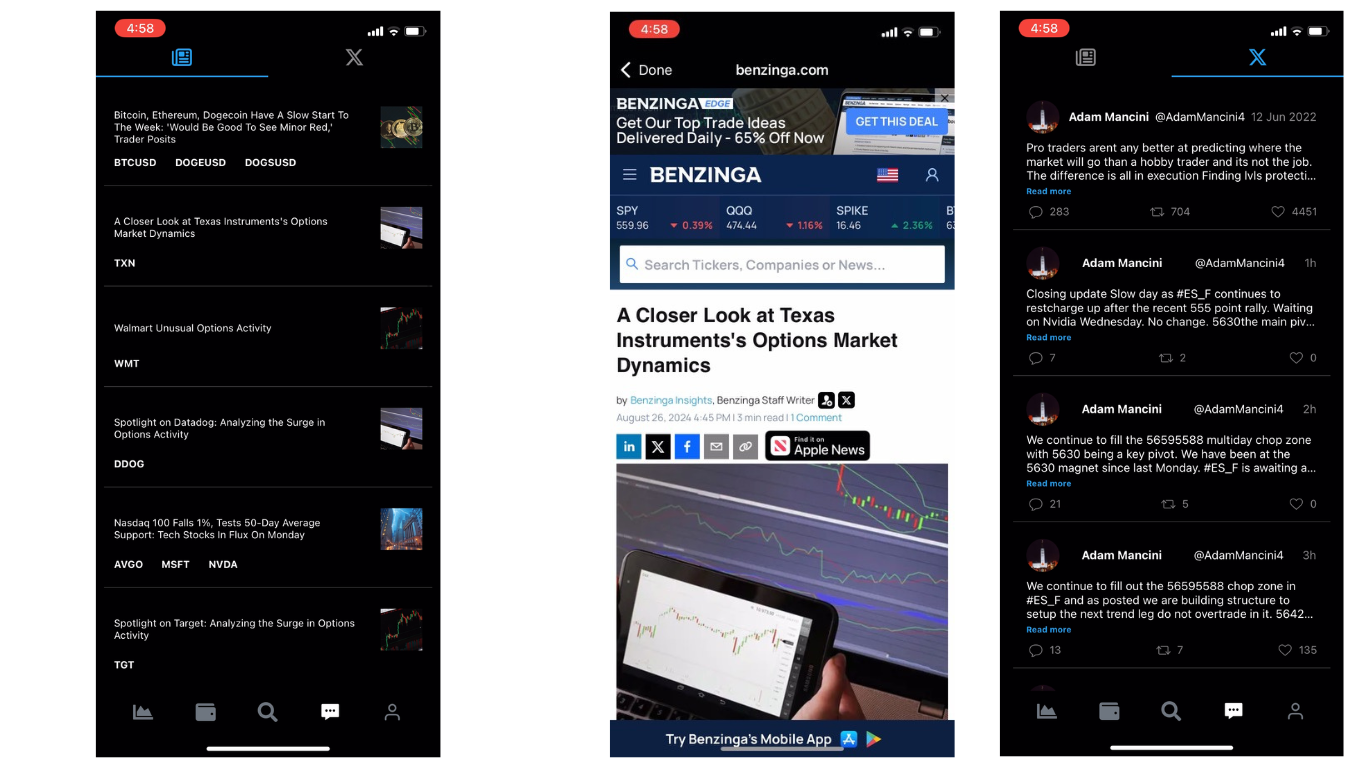 4:58
Bitcoin, Ethereum, Dogecoin Have A Slow Start To
The Week: 'Would Be Good To See Minor Red,'
Trader Posits
BTCUSD DOGEUSD DOGSUSD
A Closer Look at Texas Instruments's Options
Market Dynamics
TXN
Walmart Unusual Options Activity
WMT
Spotlight on Datadog: Analyzing the Surge in
Options Activity
DDOG
Nasdaq 100 Falls 1%, Tests 50-Day Average
Support: Tech Stocks In Flux On Monday
AVGO MSFT NVDA
Spotlight on Target: Analyzing the Surge in Options
Activity
TGT
4:58
Done benzinga.com
BENZINGA EDGE
Get Our Top Trade Ideas
Delivered Daily - 65% Off Now
GET THIS DEAL
BENZINGA
SPY QQQ SPIKE
559.96 0.39% 474.44 1.16% 16.46 2.36%
Search Tickers, Companies or News...
A Closer Look at Texas
Instruments's Options Market
Dynamics
by Benzinga Insights, Benzinga Staff Writer
August 26, 2024 4:45 PM | 3 min read | 1 Comment
in f Find it on
Apple News
Try Benzinga's Mobile App
4:58
Adam Mancini @AdamMancini4 12 Jun 2022
Pro traders arent any better at predicting where the
market will go than a hobby trader and its not the job.
The difference is all in execution Finding lvls protecti...
Read more
283 704 4451
Adam Mancini @AdamMancini4 1h
Closing update Slow day as #ES_F continues to
restcharge up after the recent 555 point rally. Waiting
on Nvidia Wednesday. No change. 5630the main piv...
Read more
7 2 0
Adam Mancini @AdamMancini4 2h
We continue to fill the 56595588 multiday chop zone
with 5630 being a key pivot. We have been at the
5630 magnet since last Monday. #ES_F is awaiting a...
Read more
21 5 0
Adam Mancini @AdamMancini4 3h
We continue to fill out the 56595588 chop zone in
#ES_F and as posted we are building structure to
setup the next trend leg do not overtrade in it. 5642...
Read more
13 7 135